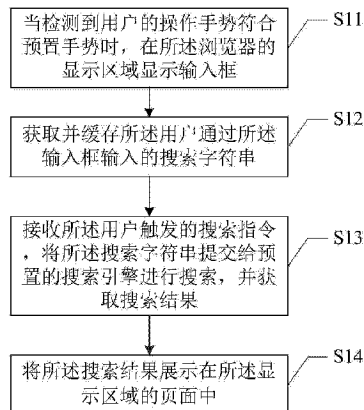 当检测到用户的操作手势符合
预置手势时，在所述浏览器的
显示区域显示输入框
S11
获取并缓存所述用户通过所述
输入框输入的搜索字符串
S12
接收所述用户触发的搜索指令
，将所述搜索字符串提交给预
置的搜索引擎进行搜索，并获
取搜索结果
S13
将所述搜索结果展示在所述显
示区域的页面中
S14